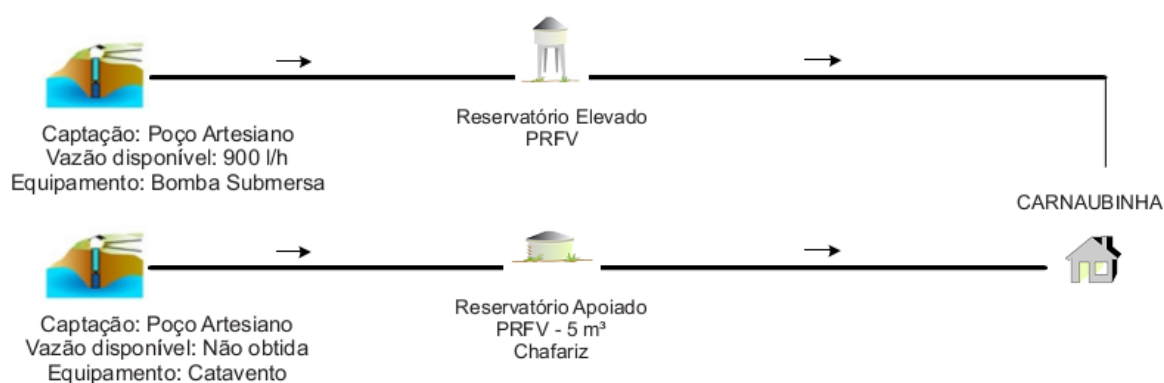 Captação: Poço Artesiano
Vazão disponível: 900 l/h
Equipamento: Bomba Submersa
Reservatório Elevado
PRFV
CARNAUBINHA
Captação: Poço Artesiano
Vazão disponível: Não obtida
Equipamento: Catavento
Reservatório Apoiado
PRFV - 5 m³
Chafariz